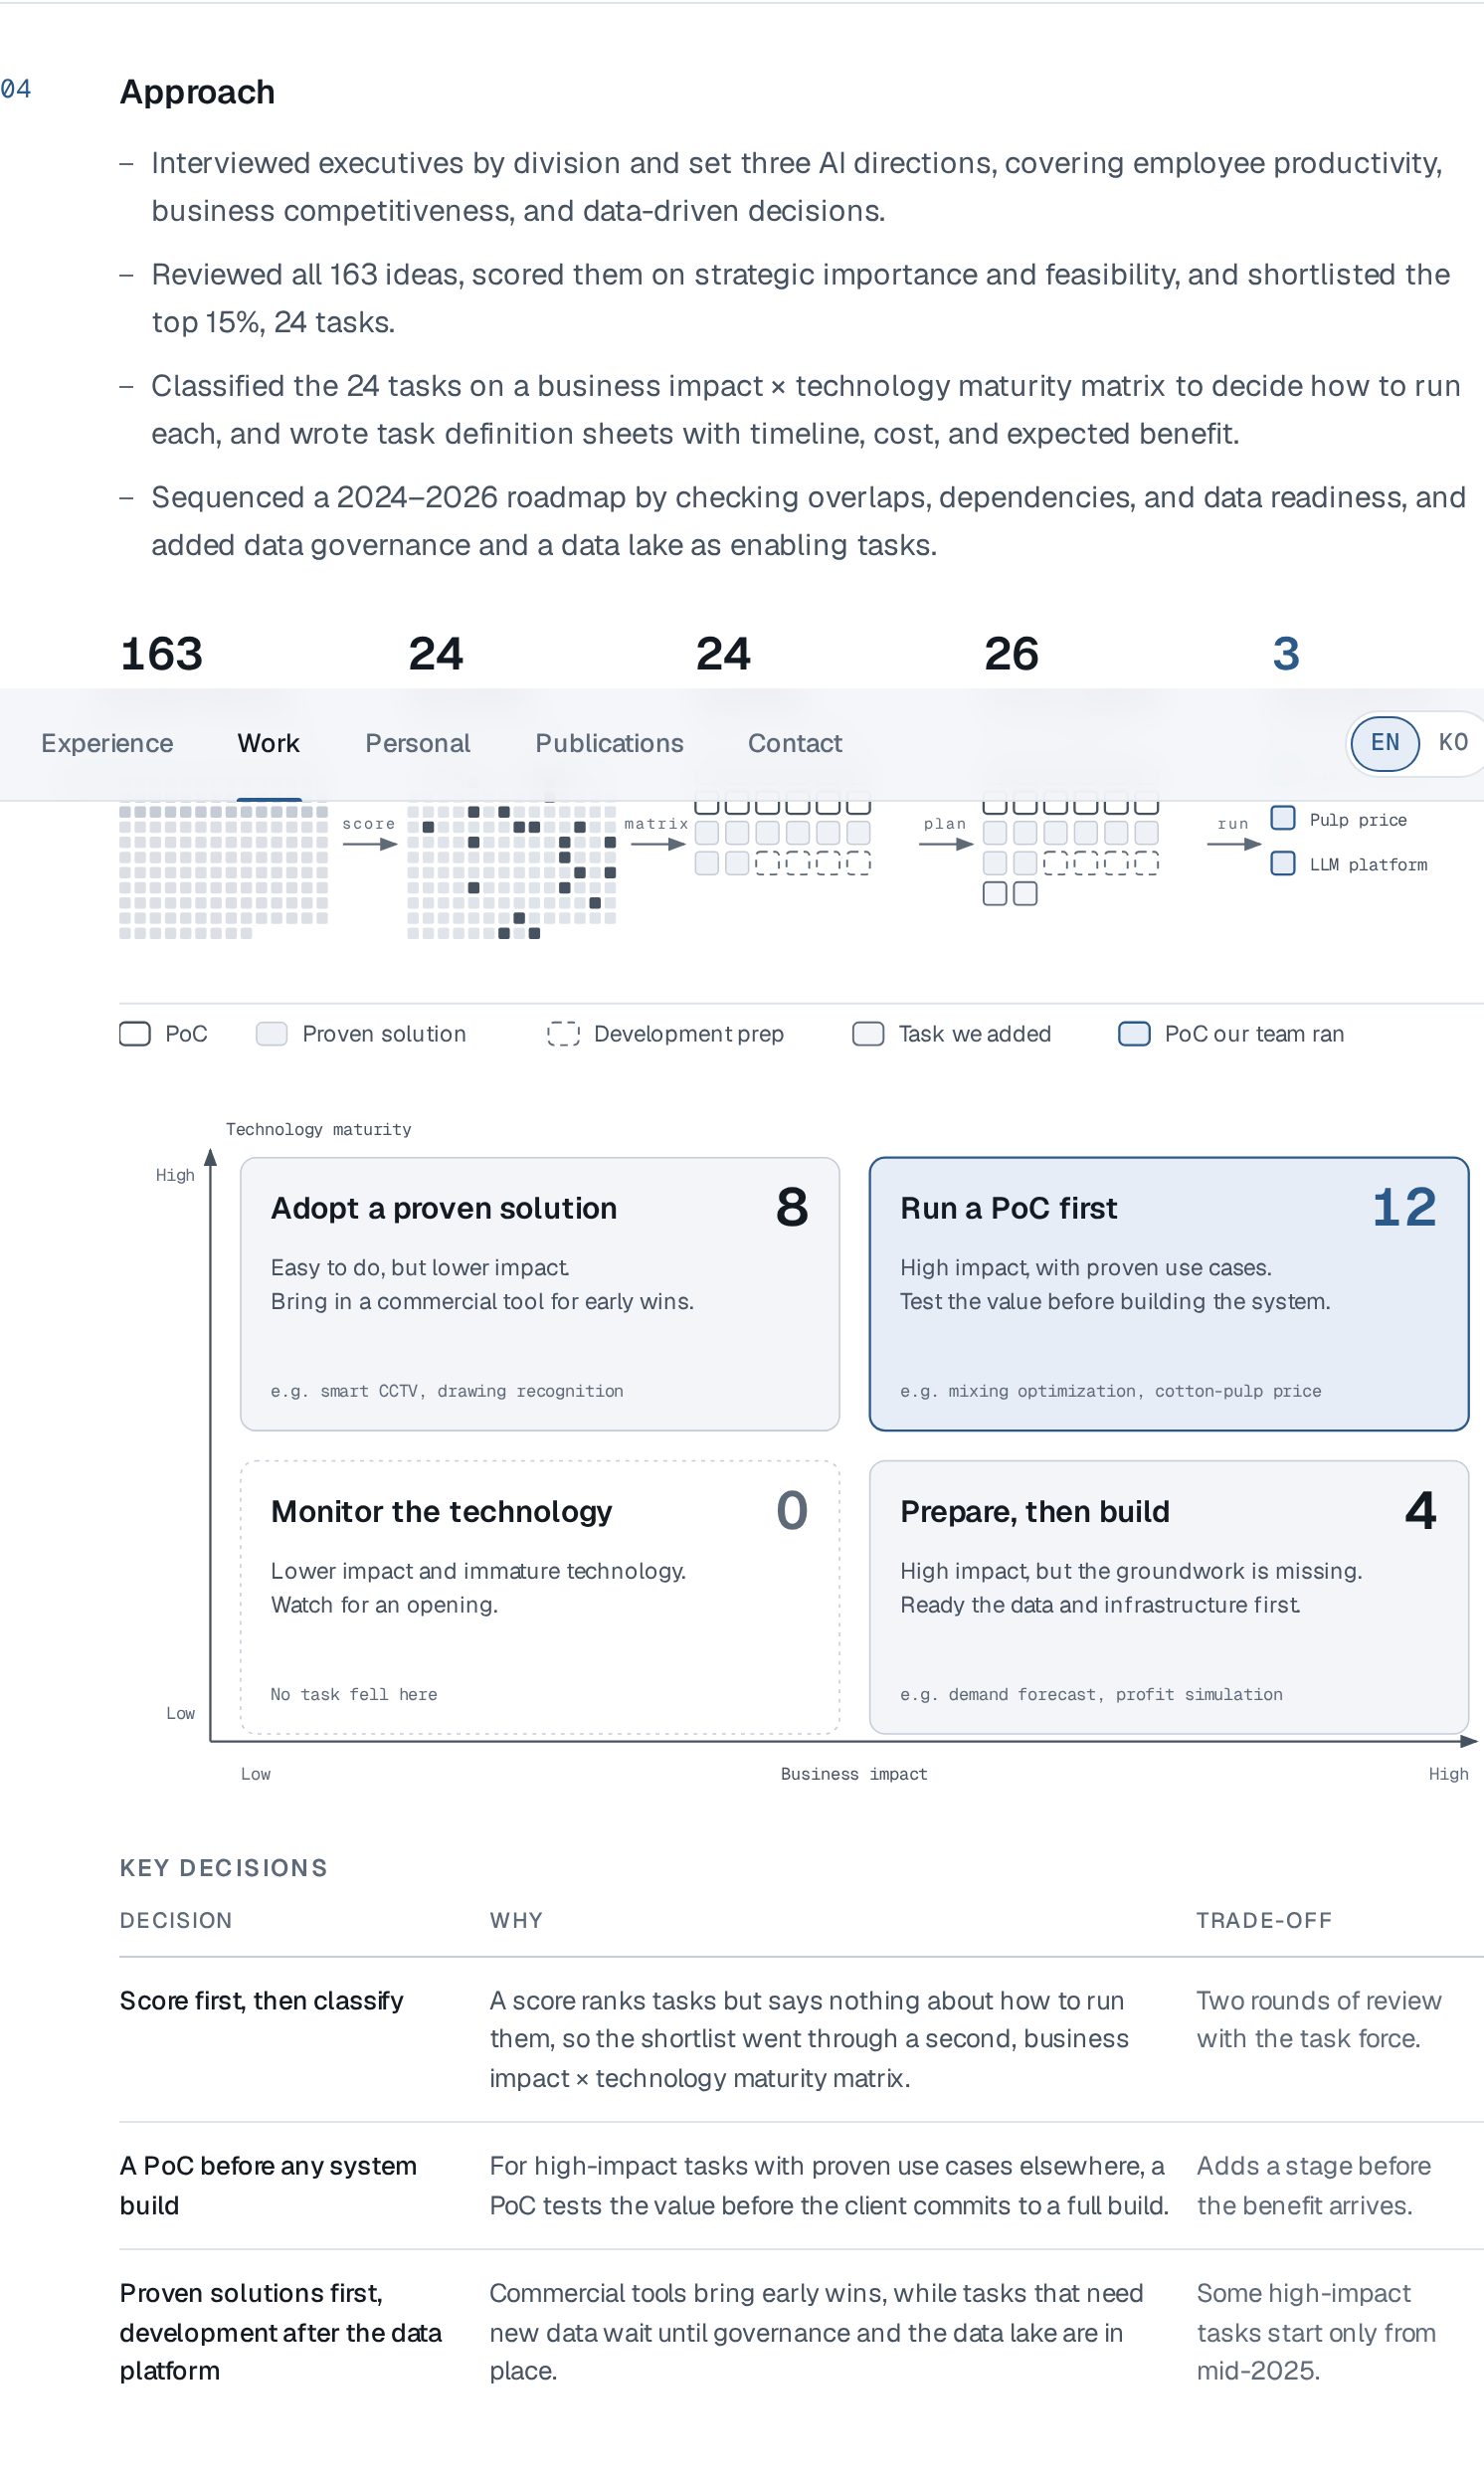 04
Approach
– Interviewed executives by division and set three AI directions, covering employee productivity,
business competitiveness, and data-driven decisions.
– Reviewed all 163 ideas, scored them on strategic importance and feasibility, and shortlisted the
top 15%, 24 tasks.
– Classified the 24 tasks on a business impact × technology maturity matrix to decide how to run
each, and wrote task definition sheets with timeline, cost, and expected benefit.
– Sequenced a 2024–2026 roadmap by checking overlaps, dependencies, and data readiness, and
added data governance and a data lake as enabling tasks.
163 24 24 26 3
Experience Work Personal Publications Contact EN KO
score matrix plan run Pulp price
LLM platform
PoC Proven solution Development prep Task we added PoC our team ran
Technology maturity
High
Adopt a proven solution 8
Easy to do, but lower impact.
Bring in a commercial tool for early wins.
e.g. smart CCTV, drawing recognition
Run a PoC first 12
High impact, with proven use cases.
Test the value before building the system.
e.g. mixing optimization, cotton-pulp price
Monitor the technology 0
Lower impact and immature technology.
Watch for an opening.
No task fell here
Prepare, then build 4
High impact, but the groundwork is missing.
Ready the data and infrastructure first.
e.g. demand forecast, profit simulation
Low
Low Business impact High
KEY DECISIONS
DECISION WHY TRADE-OFF
Score first, then classify
A score ranks tasks but says nothing about how to run
them, so the shortlist went through a second, business
impact × technology maturity matrix.
Two rounds of review
with the task force.
A PoC before any system
build
For high-impact tasks with proven use cases elsewhere, a
PoC tests the value before the client commits to a full build.
Adds a stage before
the benefit arrives.
Proven solutions first,
development after the data
platform
Commercial tools bring early wins, while tasks that need
new data wait until governance and the data lake are in
place.
Some high-impact
tasks start only from
mid-2025.